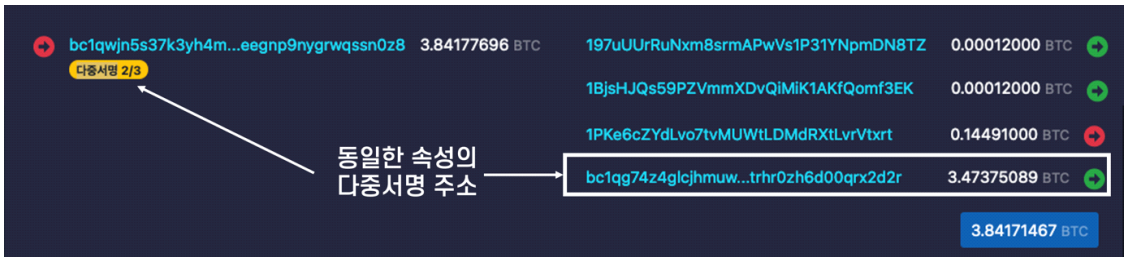 bc1qwjn5s37k3yh4m...eegnp9nygrwqssn0z8 3.84177696 BTC
다중서명 2/3
197uUUrRuNxm8srmAPwVs1P31YNpmDN8TZ 0.00012000 BTC
1BjsHJQs59PZVmmXDvQiMiK1AKfQomf3EK 0.00012000 BTC
1PKe6cZYdLvo7tvMUWtLDMdRXtLvrVtxrt 0.14491000 BTC
동일한 속성의
다중서명 주소
bc1qg74z4glcjhmuw...trhr0zh6d00qrx2d2r 3.47375089 BTC
3.84171467 BTC